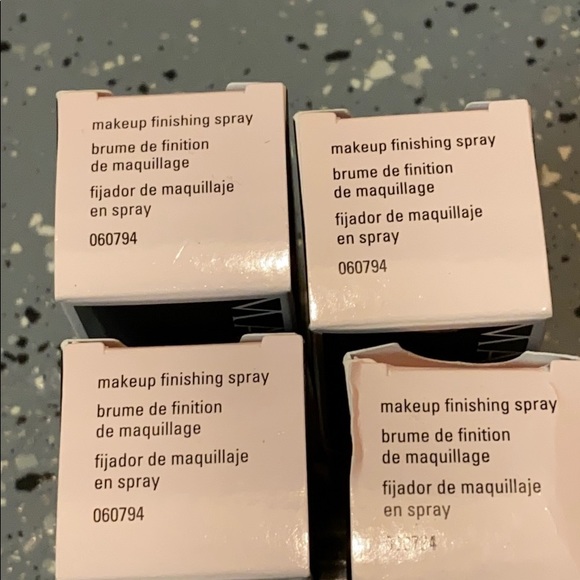 makeup finishing spray
brume de finition
de maquillage
fijador de maquillaje
en spray
060794
makeup finishing spray
brume de finition
de maquillage
fijador de maquillaje
en spray
060794
makeup finishing spray
brume de finition
de maquillage
fijador de maquillaje
en spray
060794
makeup finishing spray
brume de finition
de maquillage
fijador de maquillaje
en spray